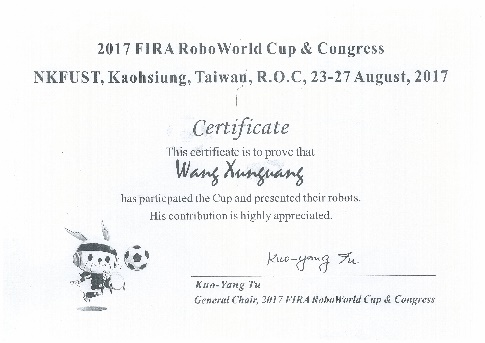 2017 FIRA RoboWorld Cup & Congress
NKFUST, Kaohsiung, Taiwan, R.O.C, 23-27 August, 2017
Certificate
This certificate is to prove that
Wang Xunguang
has particpated the Cup and presented their robots.
His contribution is highly appreciated.
Kuo-yang Tu
Kuo-Yang Tu
General Chair, 2017 FIRA RoboWorld Cup & Congress